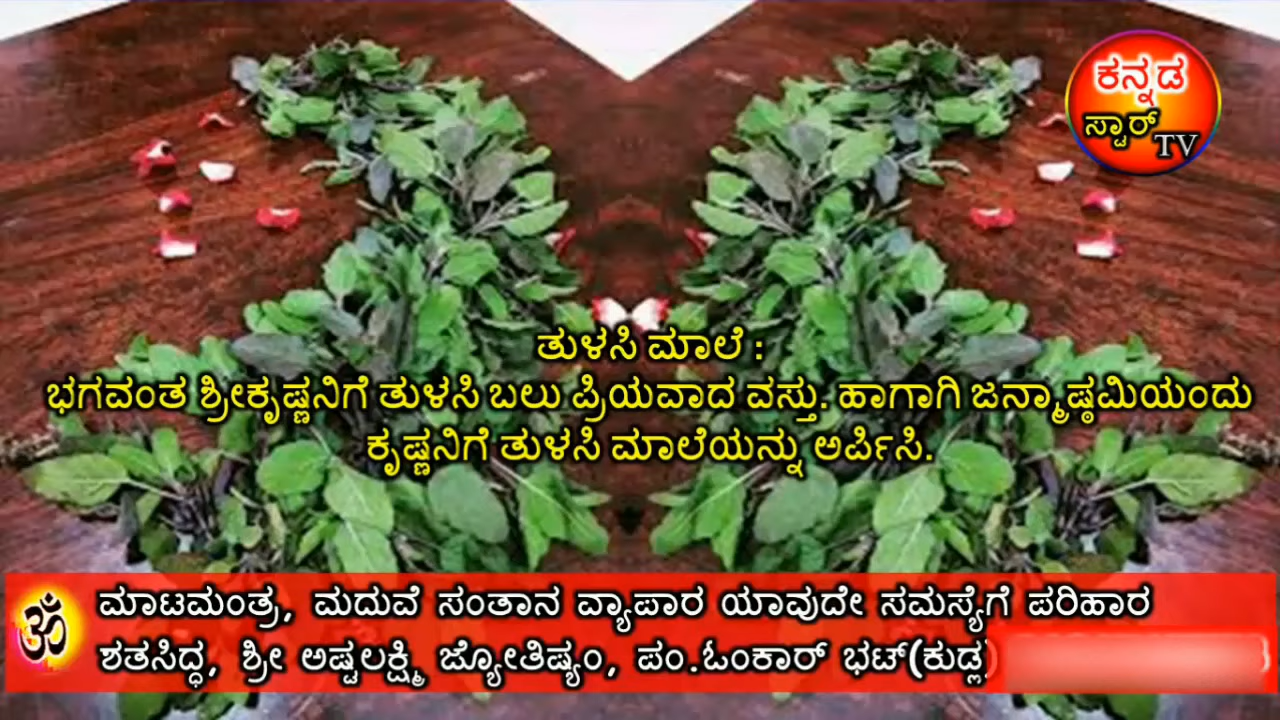 ಕನ್ನಡ
ಸ್ಟಾರ್
TV
ತುಳಸಿ ಮಾಲೆ :
ಭಗವಂತ ಶ್ರೀಕೃಷ್ಣನಿಗೆ ತುಳಸಿ ಬಲು ಪ್ರಿಯವಾದ ವಸ್ತು. ಹಾಗಾಗಿ ಜನ್ಮಾಷ್ಠಮಿಯಂದು
ಕೃಷ್ಣನಿಗೆ ತುಳಸಿ ಮಾಲೆಯನ್ನು ಅರ್ಪಿಸಿ.
ಓಂ ಮಾಟಮಂತ್ರ, ಮದುವೆ ಸಂತಾನ ವ್ಯಾಪಾರ ಯಾವುದೇ ಸಮಸ್ಯೆಗೆ ಪರಿಹಾರ
ಶತಸಿದ್ಧ, ಶ್ರೀ ಅಷ್ಟಲಕ್ಷ್ಮಿ ಜ್ಯೋತಿಷ್ಯಂ, ಪಂ.ಓಂಕಾರ್ ಭಟ್(ಕುಡ್ಲ)